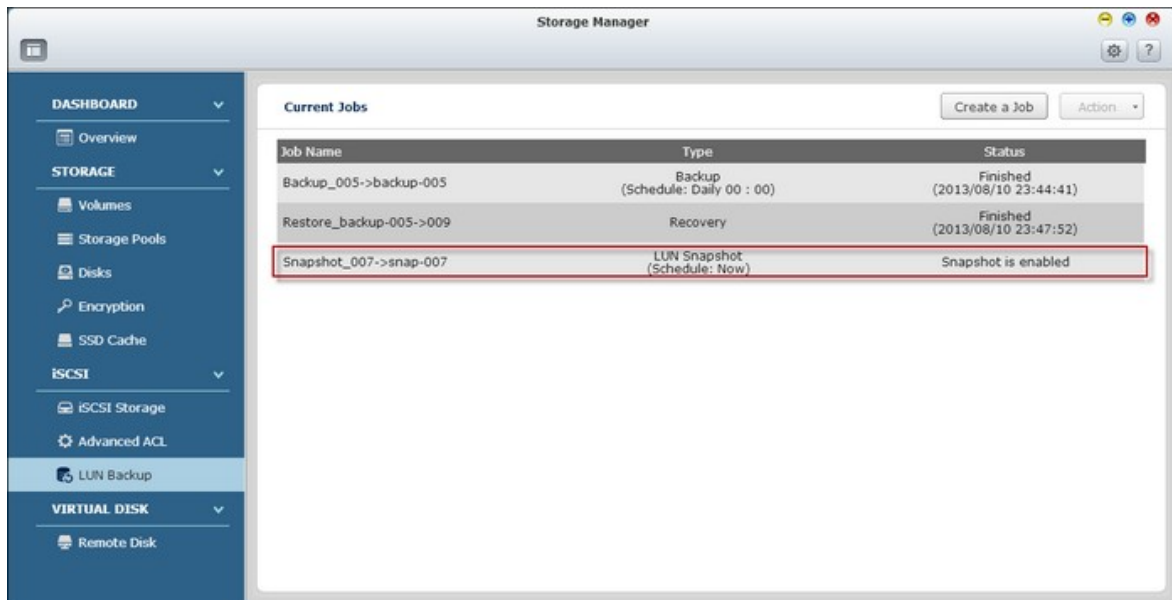 Storage Manager
?
DASHBOARD
Overview
STORAGE
Volumes
Storage Pools
Disks
Encryption
SSD Cache
iSCSI
iSCSI Storage
Advanced ACL
LUN Backup
VIRTUAL DISK
Remote Disk
Current Jobs
Create a Job
Action
Job Name Type Status
Backup_005->backup-005 Backup Finished
(Schedule: Daily 00 : 00) (2013/08/10 23:44:41)
Restore_backup-005->009 Recovery Finished
(2013/08/10 23:47:52)
Snapshot_007->snap-007 LUN Snapshot Snapshot is enabled
(Schedule: Now)